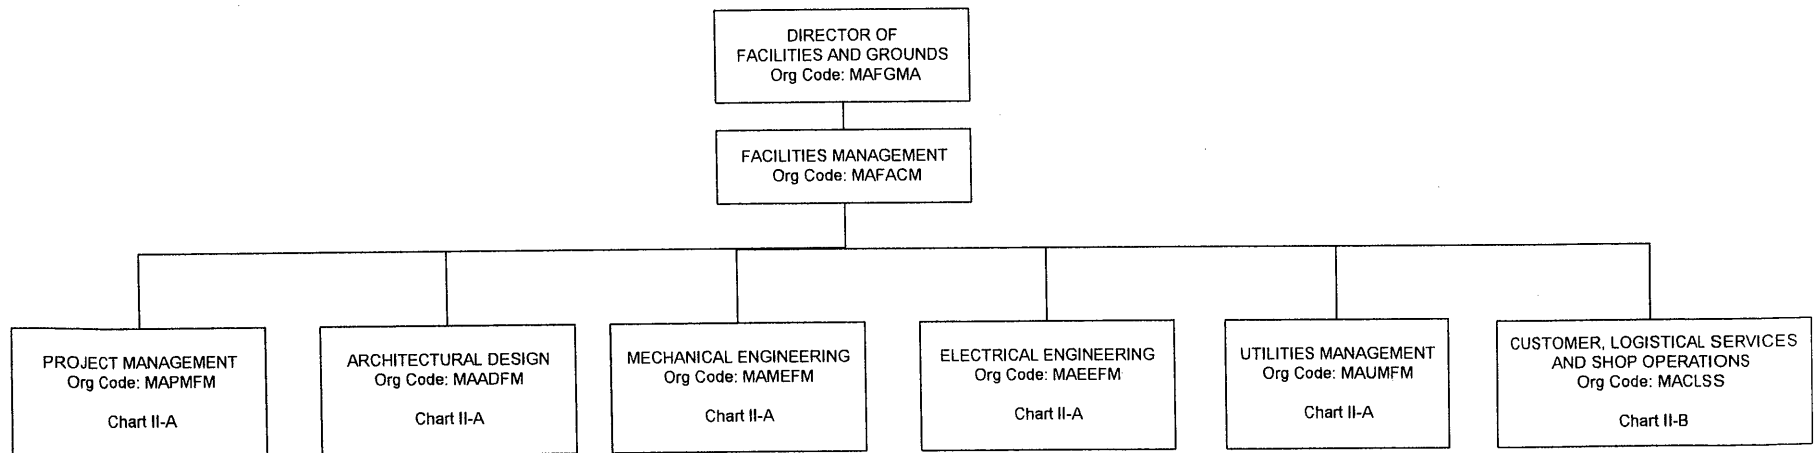 DIRECTOR OF
FACILITIES AND GROUNDS
Org Code: MAFGMA
FACILITIES MANAGEMENT
Org Code: MAFACM
PROJECT MANAGEMENT
Org Code: MAPMFM
Chart II-A
ARCHITECTURAL DESIGN
Org Code: MAADFM
Chart II-A
MECHANICAL ENGINEERING
Org Code: MAMEFM
Chart II-A
ELECTRICAL ENGINEERING
Org Code: MAEEFM
Chart II-A
UTILITIES MANAGEMENT
Org Code: MAUMFM
Chart II-A
CUSTOMER, LOGISTICAL SERVICES
AND SHOP OPERATIONS
Org Code: MACLSS
Chart II-B